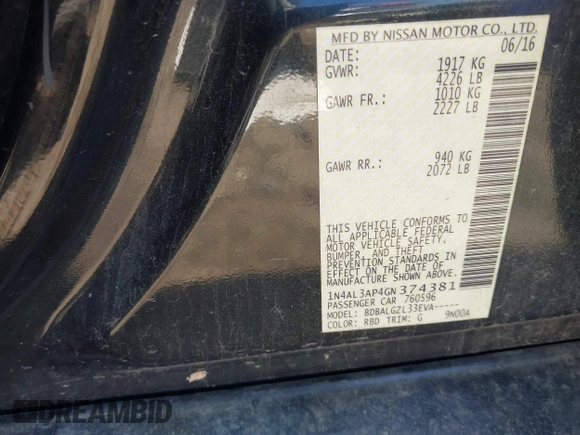 MFD BY NISSAN MOTOR CO., LTD.
DATE: 06/16
GVWR: 1917 KG
4226 LB
GAWR FR.: 1010 KG
2227 LB
GAWR RR.: 940 KG
2072 LB
THIS VEHICLE CONFORMS TO
ALL APPLICABLE FEDERAL
MOTOR VEHICLE SAFETY,
BUMPER, AND THEFT
PREVENTION STANDARDS IN
EFFECT ON THE DATE OF
MANUFACTURE SHOWN ABOVE.
1N4AL3AP4GN374381
PASSENGER CAR 760596
MODEL: BDBALGZL33EVA-----
COLOR: RBD TRIM: G 9N00A
DREAMBID